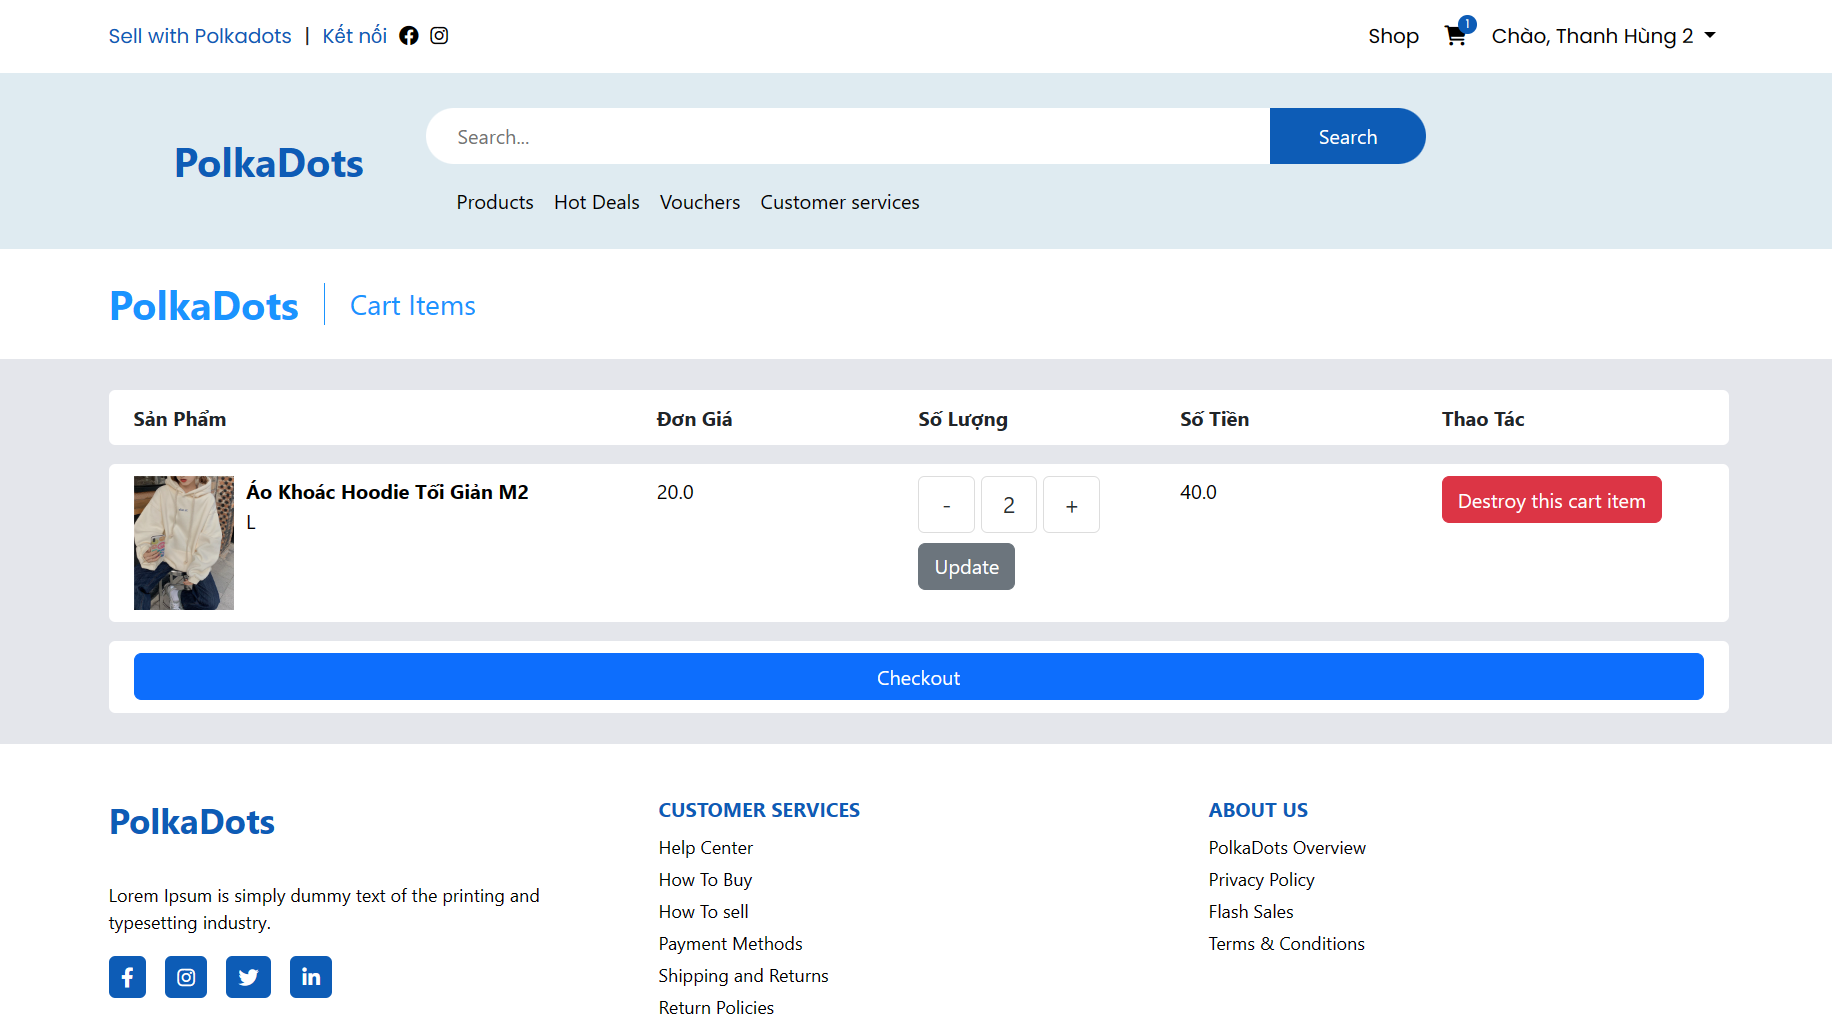 Sell with Polkadots | Kết nối
Shop 1 Chào, Thanh Hùng 2
PolkaDots
Search...
Search
Products Hot Deals Vouchers Customer services
PolkaDots Cart Items
Sản Phẩm Đơn Giá Số Lượng Số Tiền Thao Tác
Áo Khoác Hoodie Tối Giản M2
L
20.0
- 2 +
Update
40.0
Destroy this cart item
Checkout
PolkaDots
Lorem Ipsum is simply dummy text of the printing and
typesetting industry.
CUSTOMER SERVICES
Help Center
How To Buy
How To sell
Payment Methods
Shipping and Returns
Return Policies
ABOUT US
PolkaDots Overview
Privacy Policy
Flash Sales
Terms & Conditions